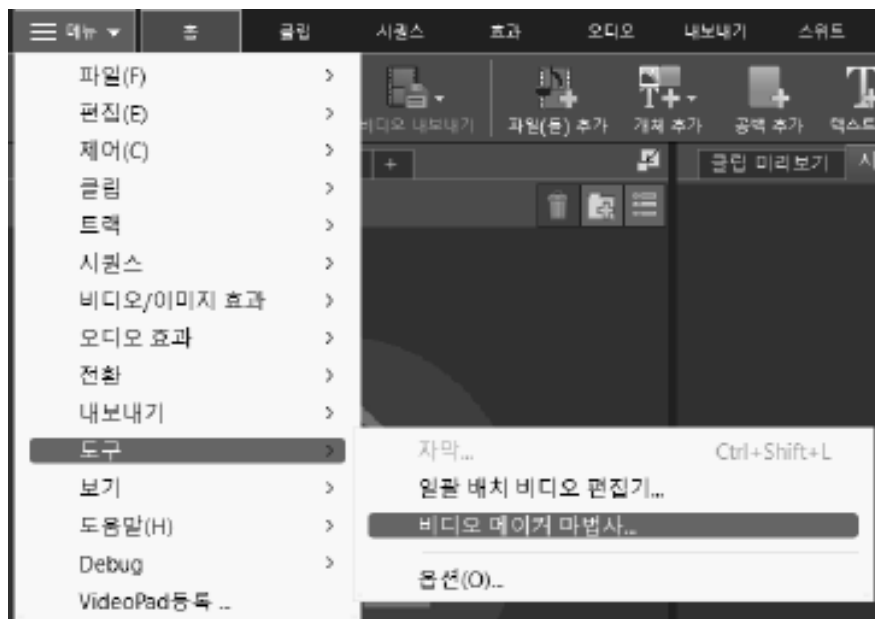 메뉴 홈 클립 시퀀스 효과 오디오 내보내기 스위트
파일(F)
편집(E)
제어(C)
클립
트랙
시퀀스
비디오/이미지 효과
오디오 효과
전환
내보내기
도구
보기
도움말(H)
Debug
VideoPad등록 ...
비디오 내보내기 파일(들) 추가 개체 추가 공백 추가 텍스트
클립 미리보기 시
자막... Ctrl+Shift+L
일괄 배치 비디오 편집기...
비디오 메이커 마법사...
옵션(O)...